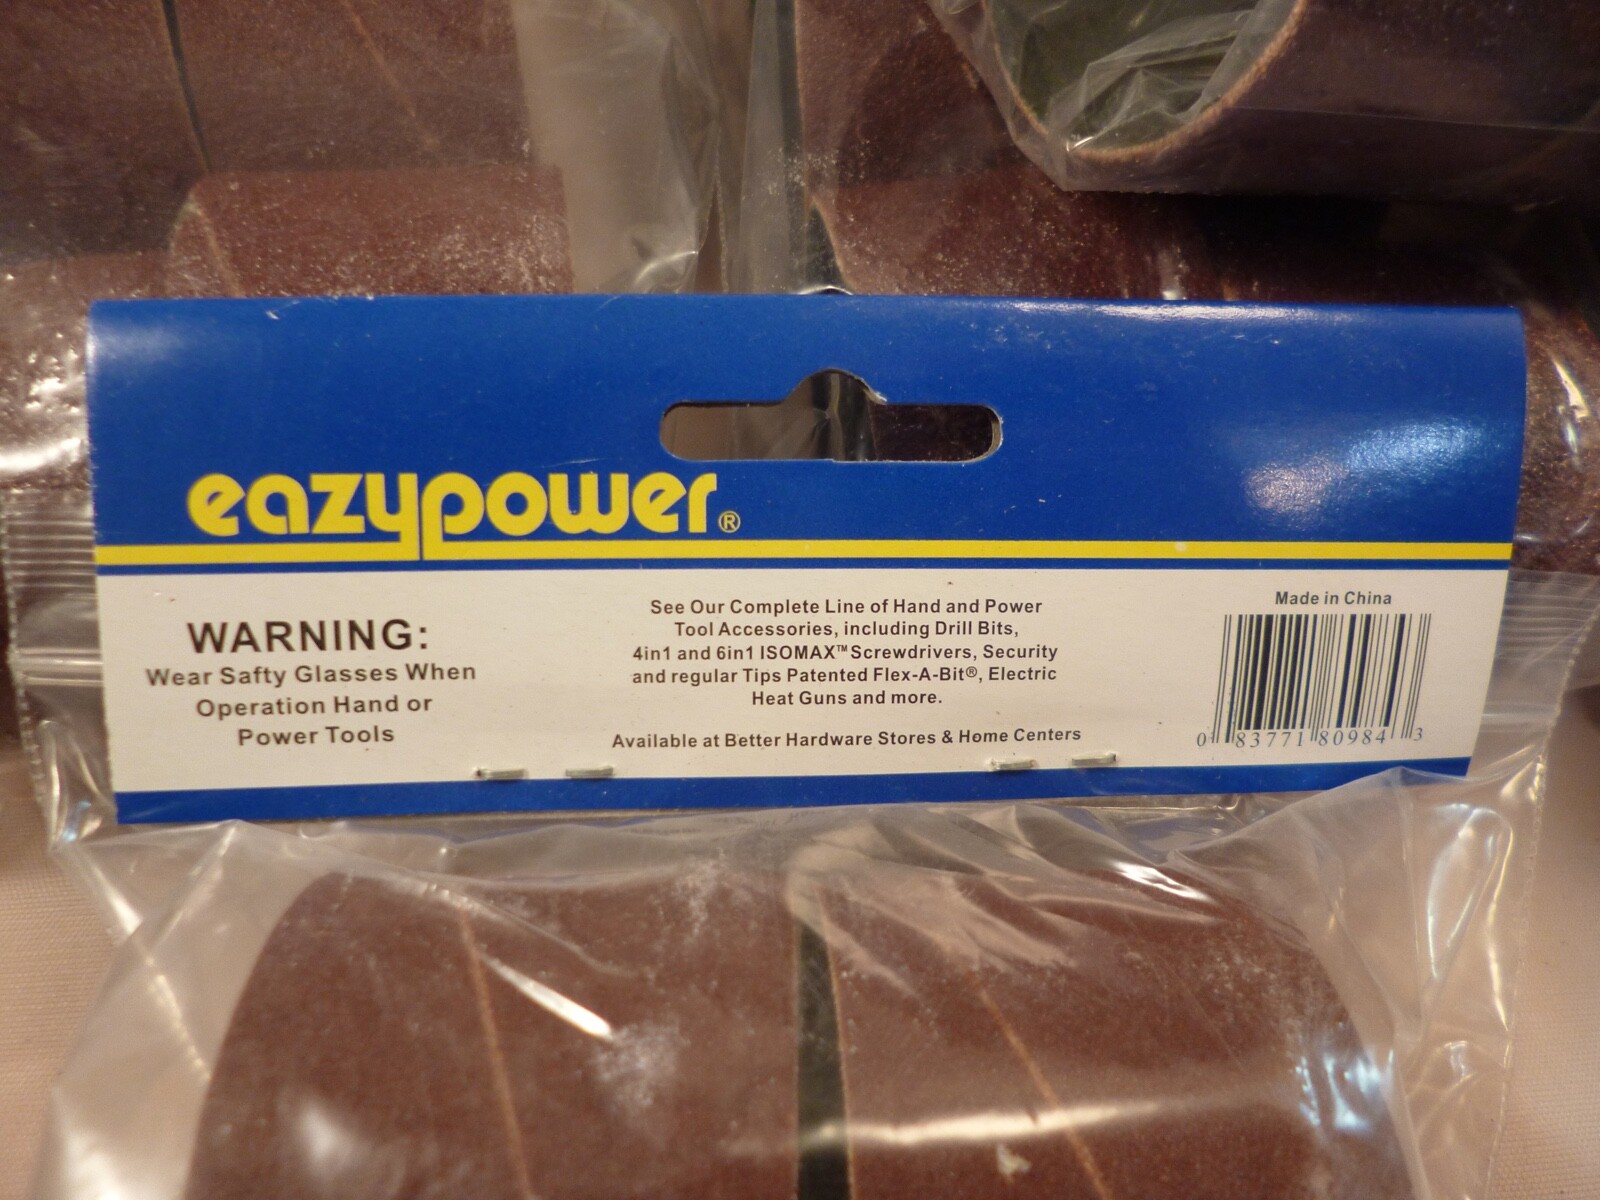 eazypower®
WARNING:
Wear Safty Glasses When
Operation Hand or
Power Tools
See Our Complete Line of Hand and Power
Tool Accessories, including Drill Bits,
4in1 and 6in1 ISOMAX™ Screwdrivers, Security
and regular Tips Patented Flex-A-Bit®, Electric
Heat Guns and more.
Available at Better Hardware Stores & Home Centers
Made in China
0 83771 80984 3